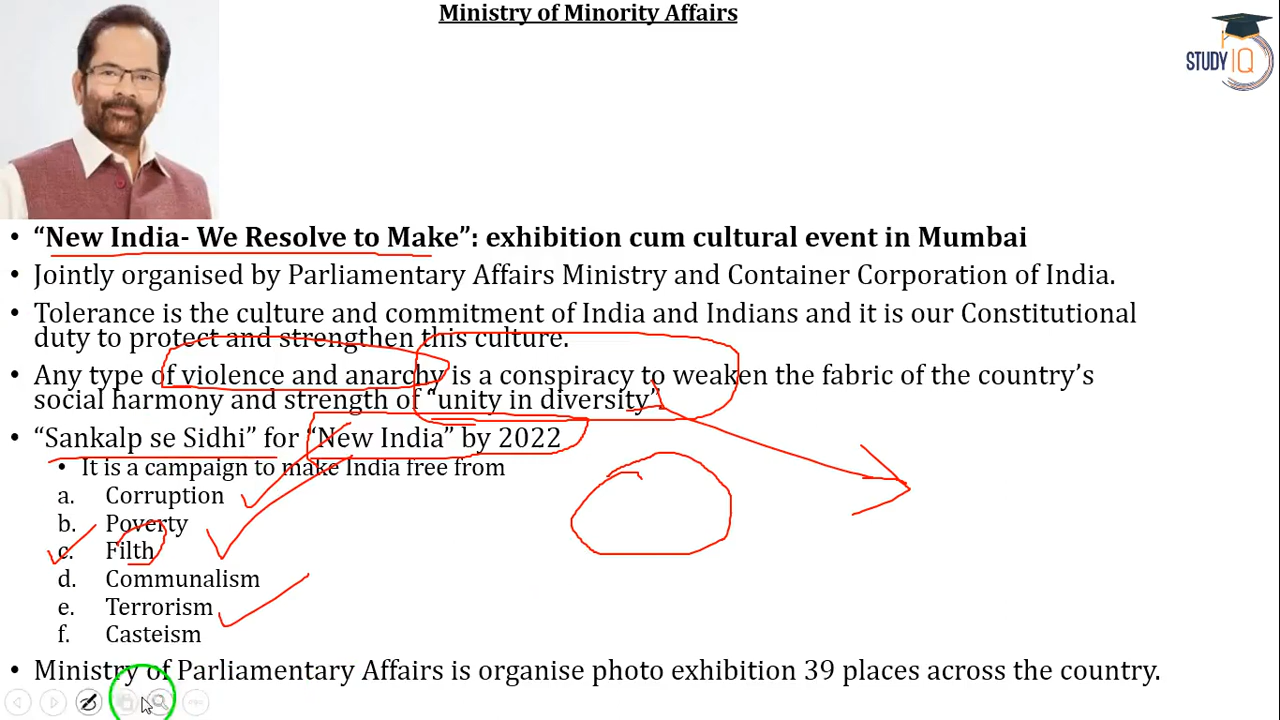 Ministry of Minority Affairs
STUDY IQ
• “New India- We Resolve to Make”: exhibition cum cultural event in Mumbai
• Jointly organised by Parliamentary Affairs Ministry and Container Corporation of India.
• Tolerance is the culture and commitment of India and Indians and it is our Constitutional
duty to protect and strengthen this culture.
• Any type of violence and anarchy is a conspiracy to weaken the fabric of the country’s
social harmony and strength of “unity in diversity”
• “Sankalp se Sidhi” for “New India” by 2022
• It is a campaign to make India free from
a. Corruption
b. Poverty
c. Filth
d. Communalism
e. Terrorism
f. Casteism
• Ministry of Parliamentary Affairs is organise photo exhibition 39 places across the country.